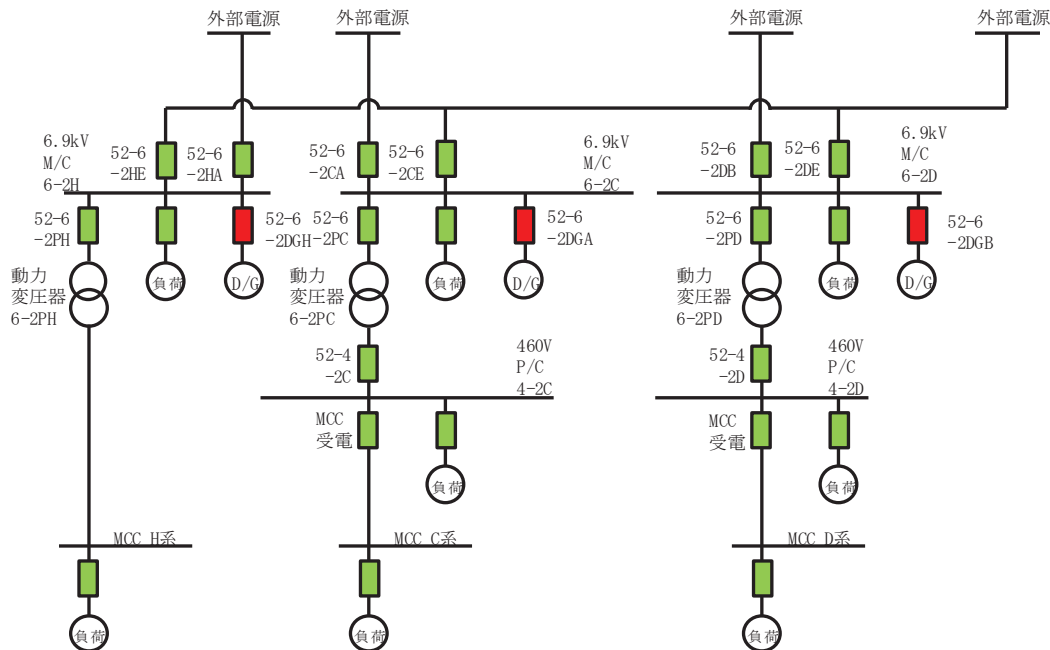 外部電源
外部電源
外部電源
外部電源
6.9kV
M/C
6-2H
52-6
-2HE
52-6
-2HA
52-6
-2CA
52-6
-2CE
6.9kV
M/C
6-2C
52-6
-2DB
52-6
-2DE
6.9kV
M/C
6-2D
52-6
-2PH
52-6
-2DGH
52-6
-2PC
52-6
-2DGA
52-6
-2PD
52-6
-2DGB
動力
変圧器
6-2PH
負荷
D/G
動力
変圧器
6-2PC
負荷
D/G
動力
変圧器
6-2PD
負荷
D/G
52-4
-2C
460V
P/C
4-2C
52-4
-2D
460V
P/C
4-2D
MCC
受電
負荷
MCC
受電
負荷
MCC H系
MCC C系
MCC D系
負荷
負荷
負荷